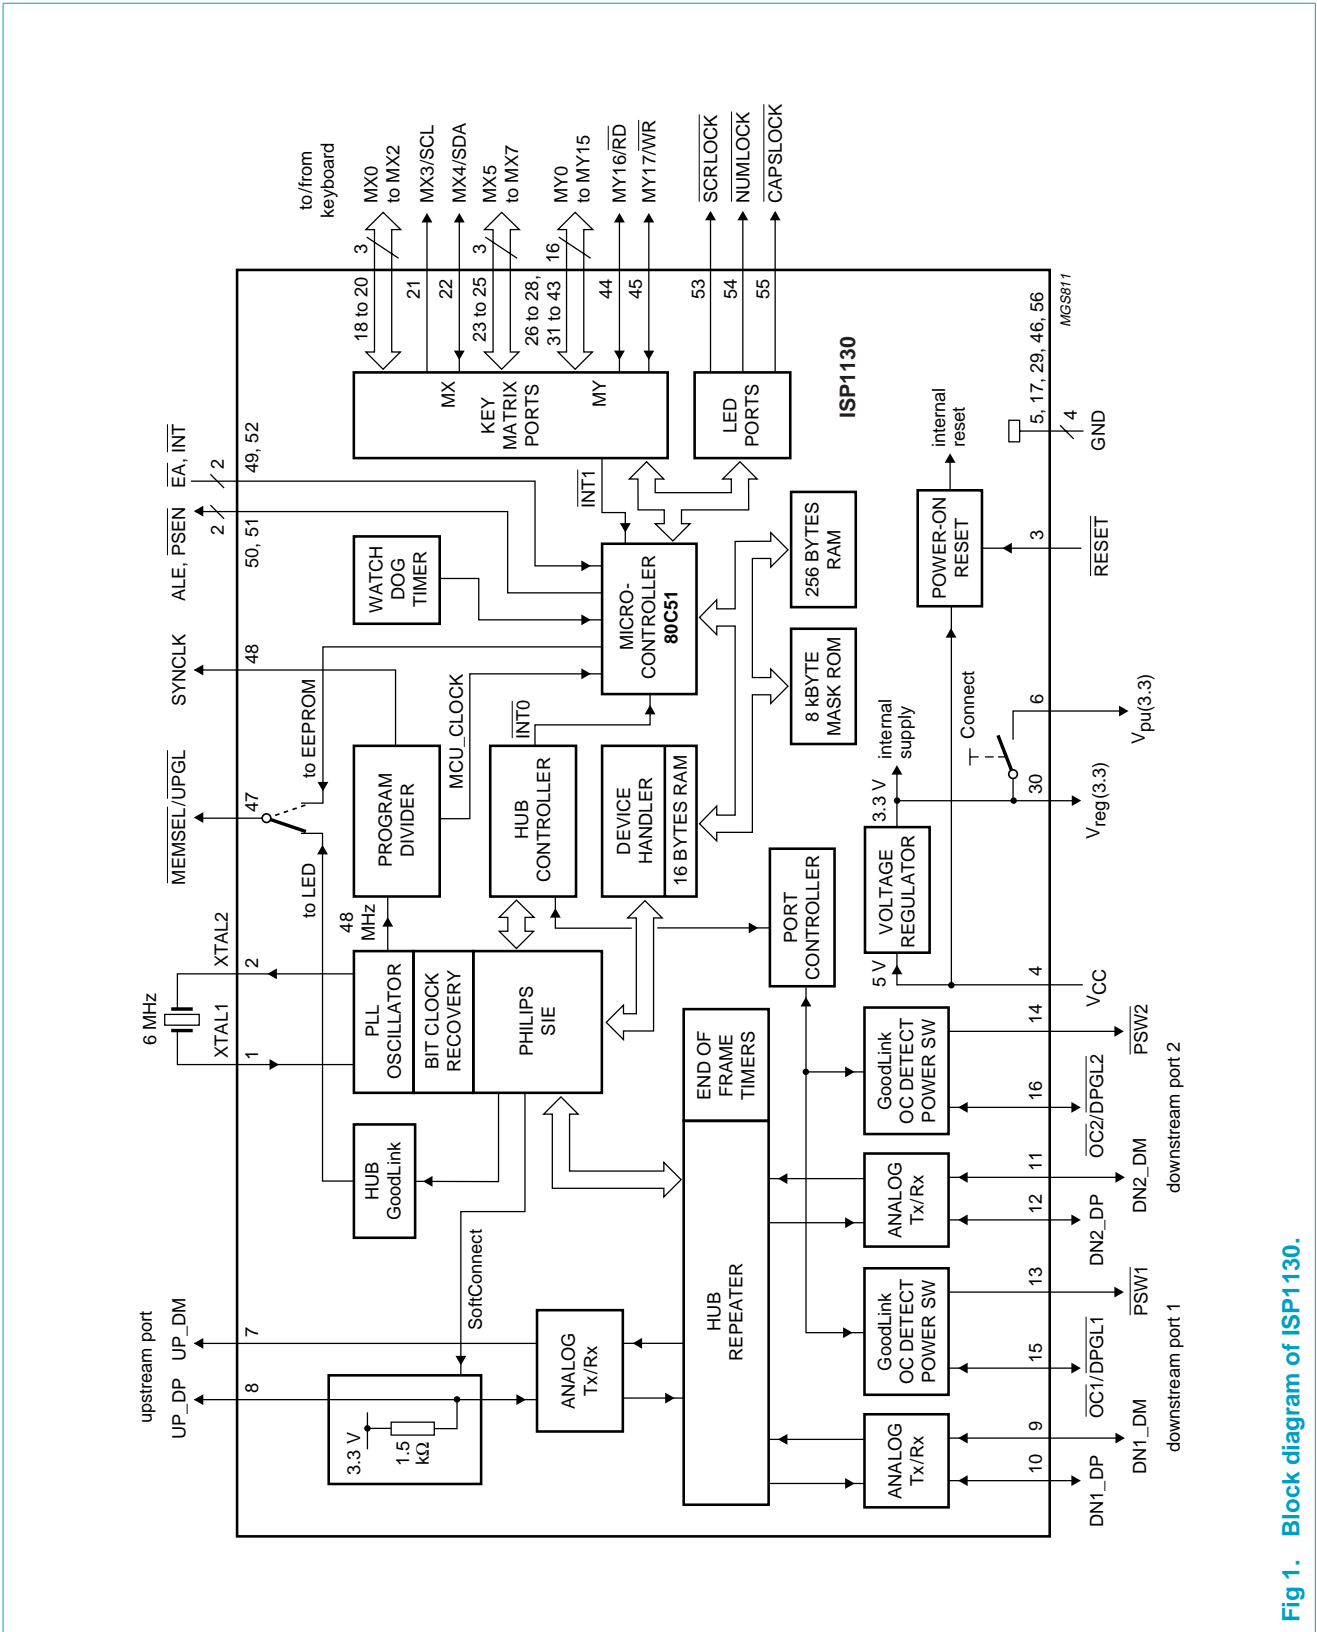 6 MHz
upstream port
UP_DP
UP_DM
XTAL1
XTAL2
MEMSEL/UPGL
SYNCLK
ALE, PSEN
EA, INT
8
7
1
2
47
48
50, 51
2
2
49, 52
to/from
keyboard
3.3 V
1.5
kΩ
SoftConnect
HUB
GoodLink
to LED
to EEPROM
PLL
OSCILLATOR
BIT CLOCK
RECOVERY
PHILIPS
SIE
48
MHz
PROGRAM
DIVIDER
MCU_CLOCK
WATCH
DOG
TIMER
18 to 20
3
MX0
to MX2
21
MX3/SCL
22
MX4/SDA
23 to 25
3
MX5
to MX7
26 to 28,
31 to 43
16
MY0
to MY15
44
MY16/RD
45
MY17/WR
MX
KEY
MATRIX
PORTS
MY
ANALOG
Tx/Rx
HUB
CONTROLLER
INT0
INT1
DEVICE
HANDLER
16 BYTES RAM
MICRO-
CONTROLLER
80C51
LED
PORTS
53
SCRLOCK
54
NUMLOCK
55
CAPSLOCK
HUB
REPEATER
END OF
FRAME
TIMERS
PORT
CONTROLLER
8 kBYTE
MASK ROM
256 BYTES
RAM
ISP1130
ANALOG
Tx/Rx
GoodLink
OC DETECT
POWER SW
ANALOG
Tx/Rx
GoodLink
OC DETECT
POWER SW
5 V
VOLTAGE
REGULATOR
3.3 V
internal
supply
Connect
POWER-ON
RESET
internal
reset
10
9
15
13
12
11
16
14
4
30
6
3
5, 17, 29, 46, 56
4
DN1_DP
DN1_DM
OC1/DPGL1
PSW1
DN2_DP
DN2_DM
OC2/DPGL2
PSW2
VCC
Vreg(3.3)
Vpu(3.3)
RESET
GND
MGS811
downstream port 1
downstream port 2
Fig 1. Block diagram of ISP1130.